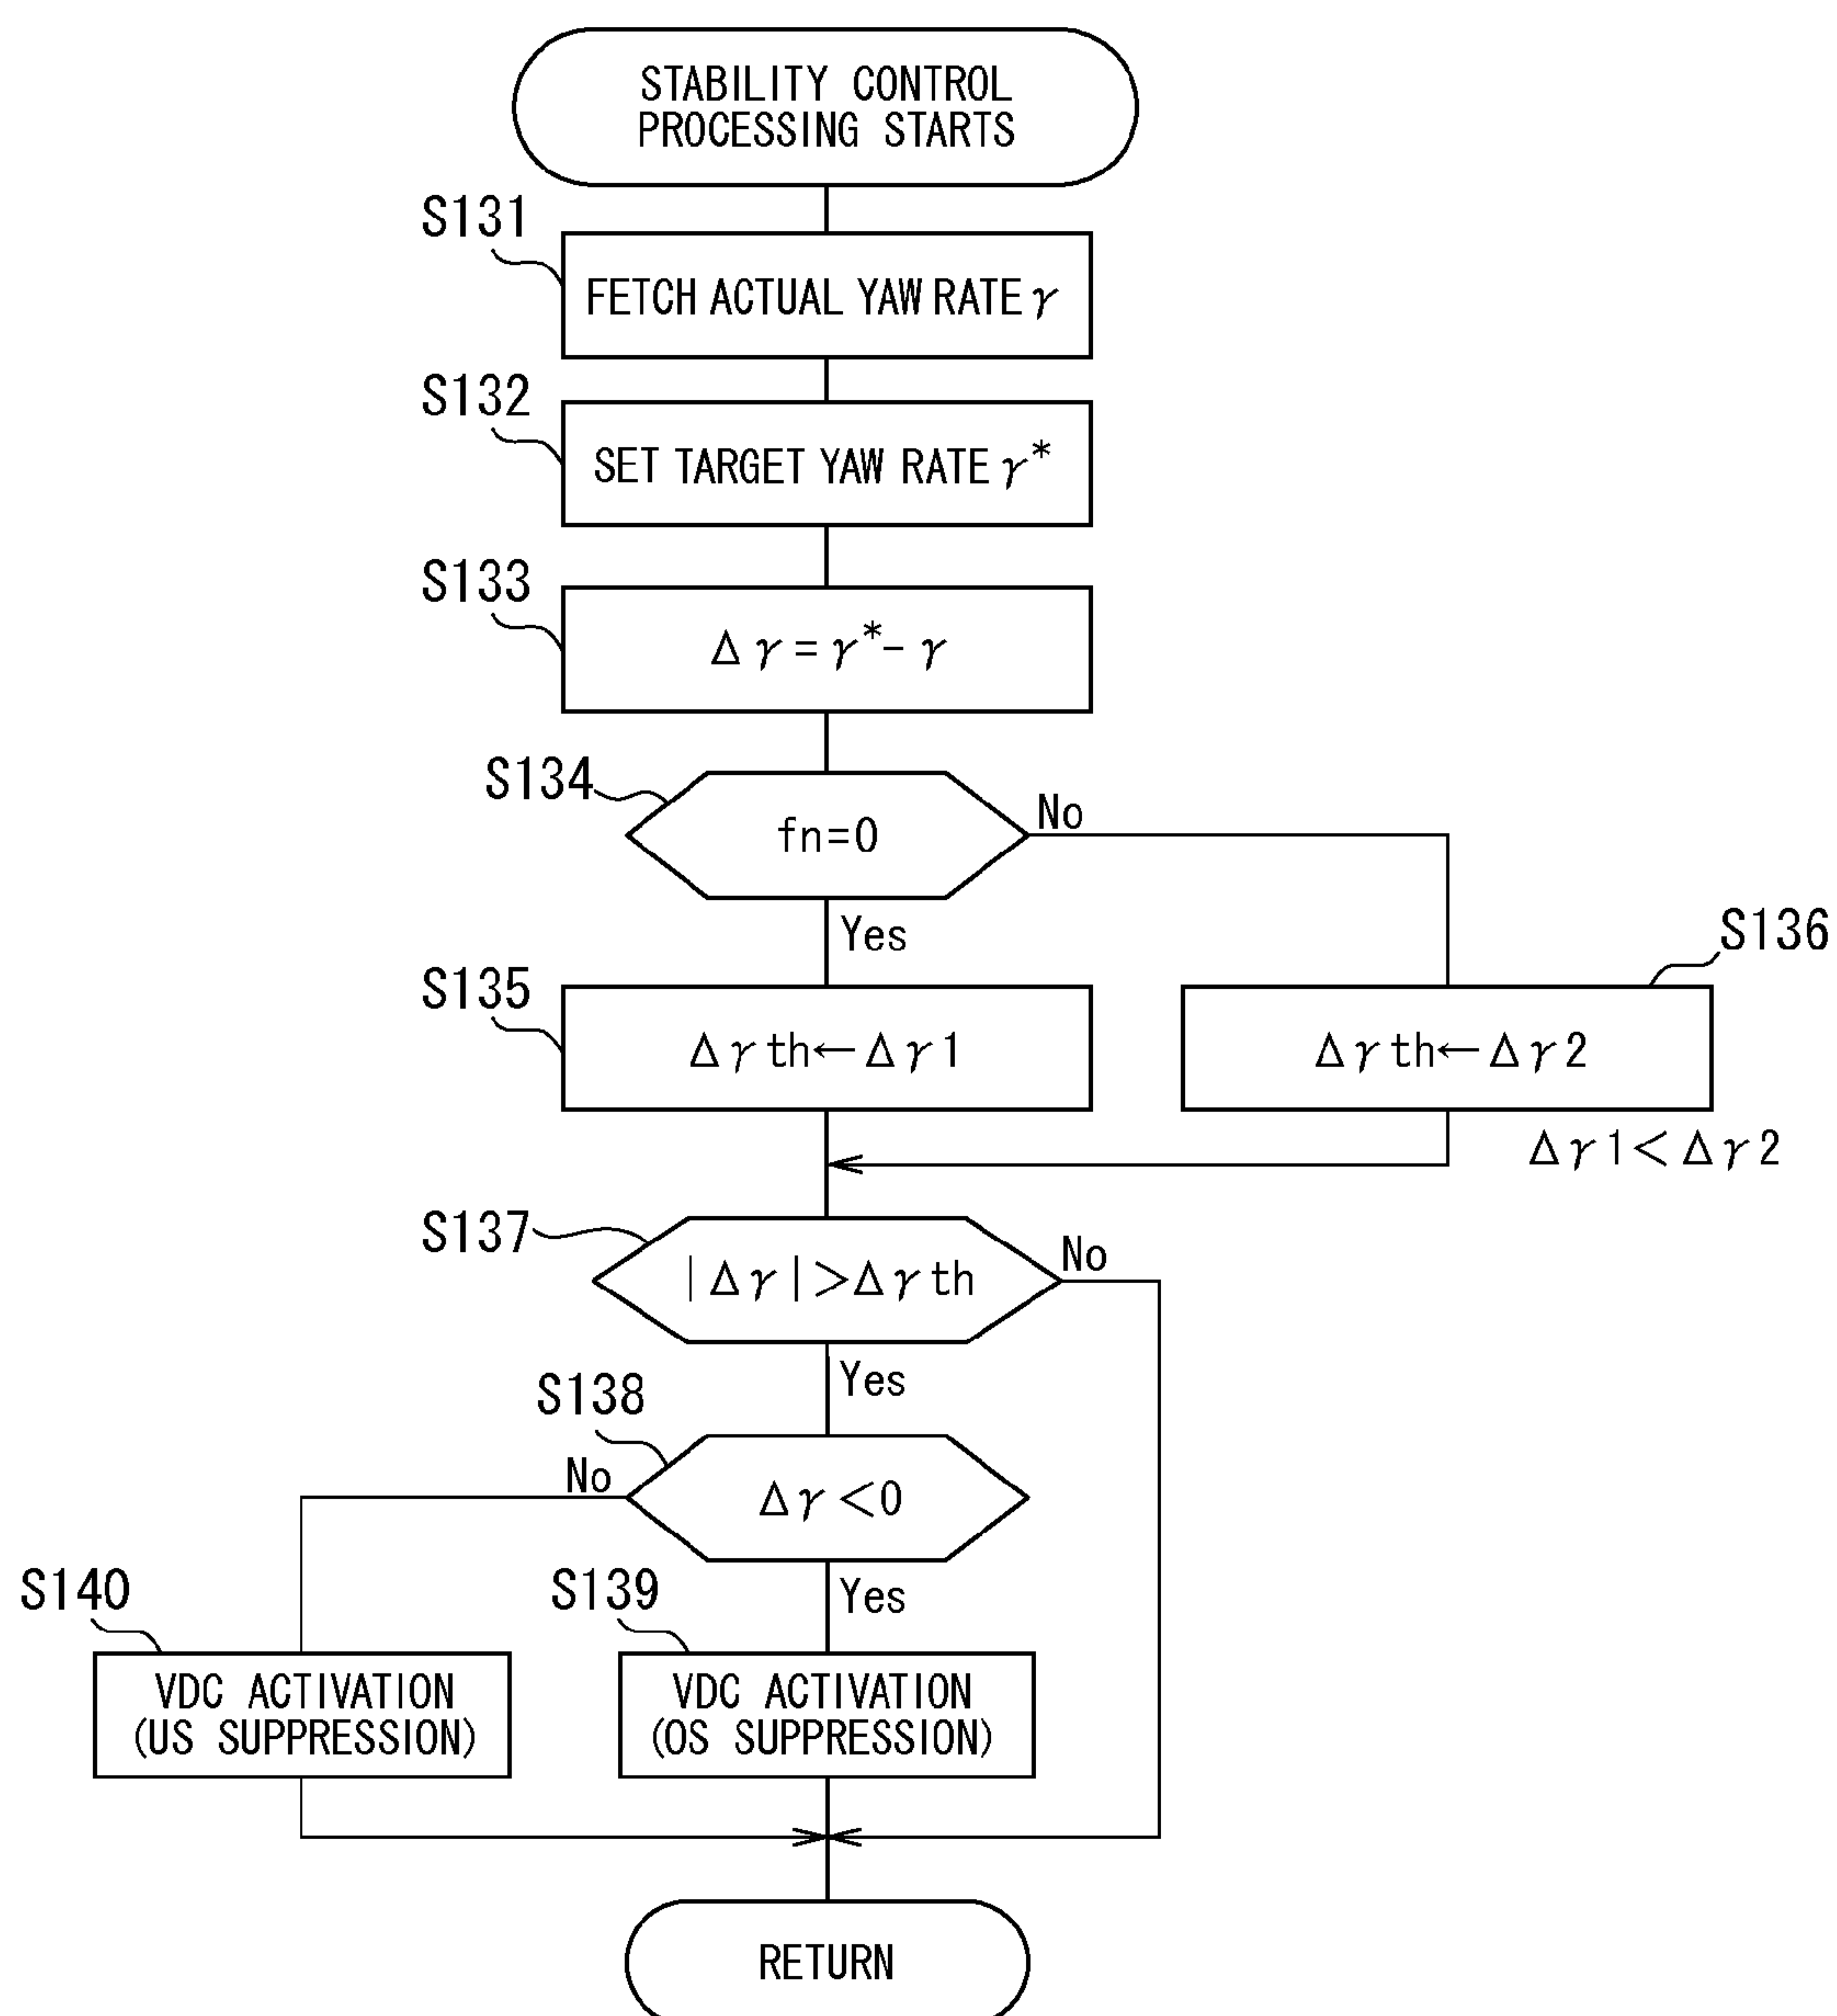 STABILITY CONTROL
PROCESSING STARTS
S131
FETCH ACTUAL YAW RATE γ
S132
SET TARGET YAW RATE γ*
S133
Δγ=γ*-γ
S134
fn=0
No
Yes
S135
Δγth←Δγ1
S136
Δγth←Δγ2
Δγ1<Δγ2
S137
|Δγ|>Δγth
No
Yes
S138
Δγ<0
No
Yes
S140
VDC ACTIVATION
(US SUPPRESSION)
S139
VDC ACTIVATION
(OS SUPPRESSION)
RETURN